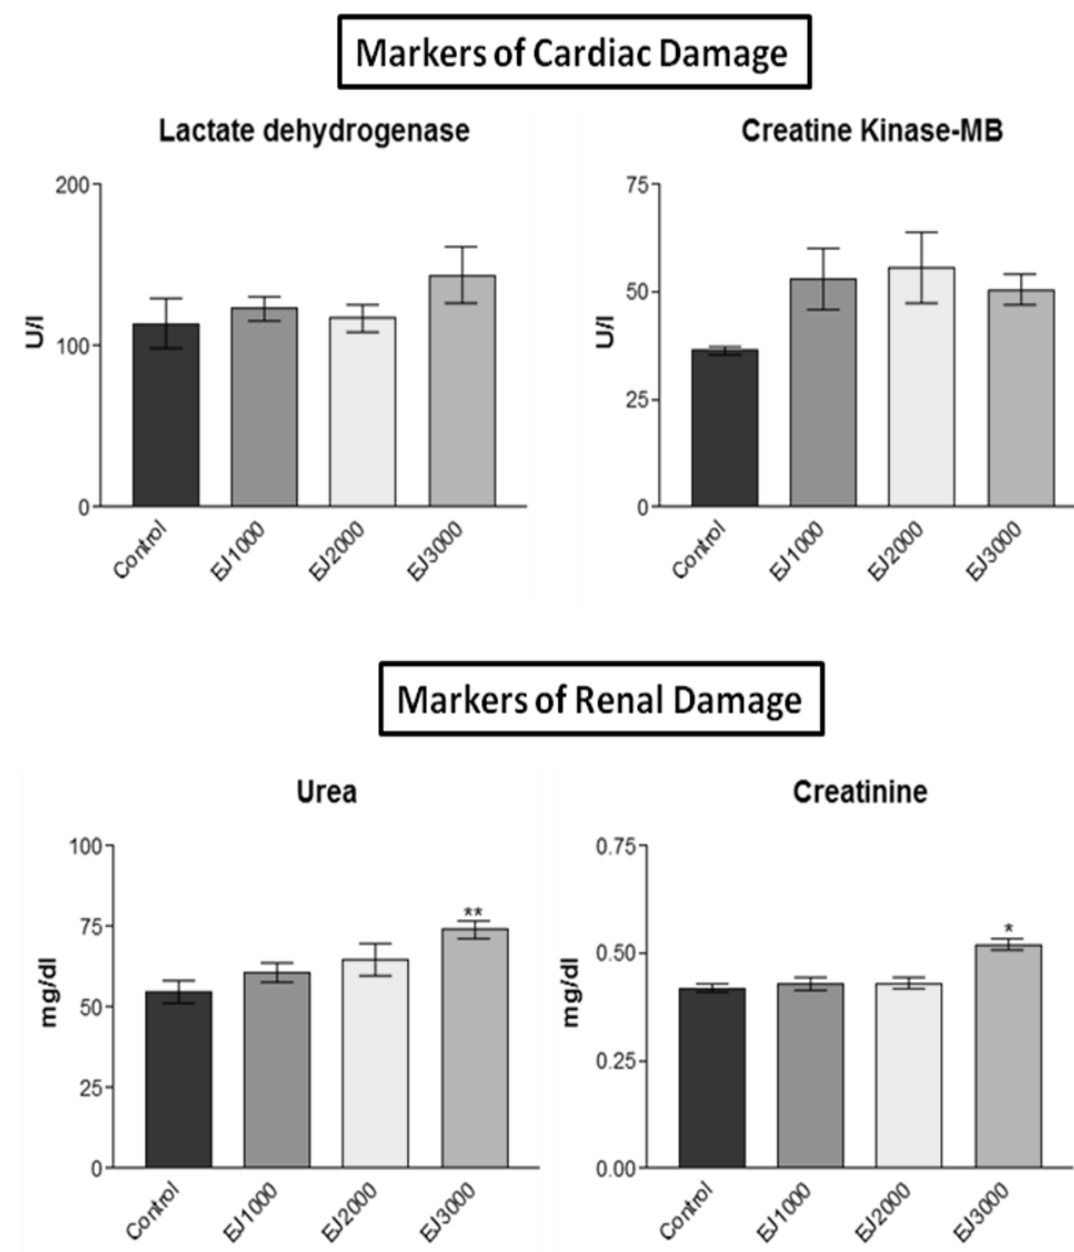 Markers of Cardiac Damage
Lactate dehydrogenase
200
100
0
U/l
Control
EJ1000
EJ2000
EJ3000
Creatine Kinase-MB
75
50
25
0
U/l
Control
EJ1000
EJ2000
EJ3000
Markers of Renal Damage
Urea
100
75
50
25
0
mg/dl
**
Control
EJ1000
EJ2000
EJ3000
Creatinine
0.75
0.50
0.25
0.00
mg/dl
*
Control
EJ1000
EJ2000
EJ3000